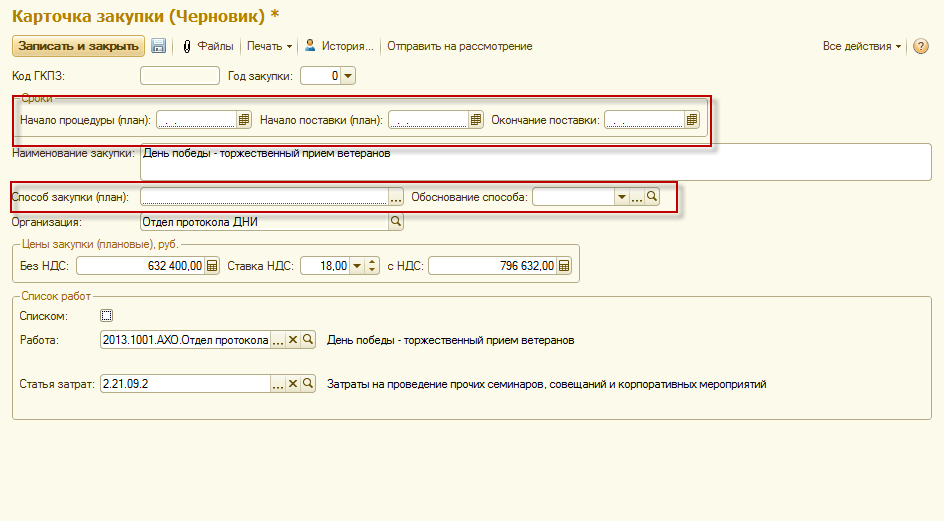 Карточка закупки (Черновик) *
Записать и закрыть Файлы Печать История... Отправить на рассмотрение Все действия ?
Код ГКПЗ: Год закупки: 0
Сроки
Начало процедуры (план): . . Начало поставки (план): . . Окончание поставки: . .
Наименование закупки: День победы - торжественный прием ветеранов
Способ закупки (план): ... Обоснование способа: ...
Организация: Отдел протокола ДНИ
Цены закупки (плановые), руб.
Без НДС: 632 400,00 Ставка НДС: 18,00 с НДС: 796 632,00
Список работ
Списком:
Работа: 2013.1001.АХО.Отдел протокола ... День победы - торжественный прием ветеранов
Статья затрат: 2.21.09.2 ... Затраты на проведение прочих семинаров, совещаний и корпоративных мероприятий